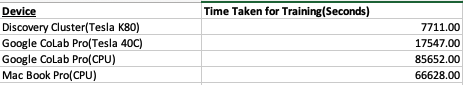 Device Time Taken for Training(Seconds)
Discovery Cluster(Tesla K80) 7711.00
Google CoLab Pro(Tesla 40C) 17547.00
Google CoLab Pro(CPU) 85652.00
Mac Book Pro(CPU) 66628.00